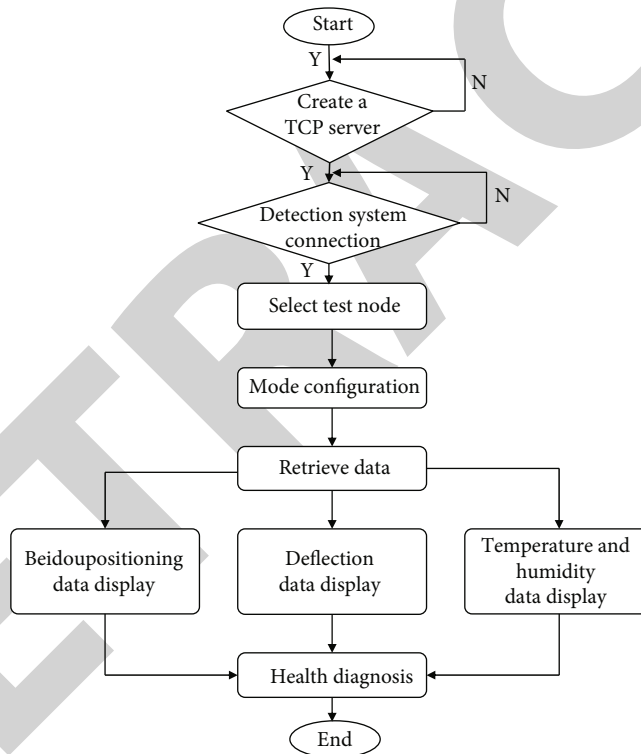 Start
Y
N
Create a
TCP server
Y
N
Detection system
connection
Y
Select test node
Mode configuration
Retrieve data
Beidoupositioning
data display
Deflection
data display
Temperature and
humidity
data display
Health diagnosis
End
ETRAC